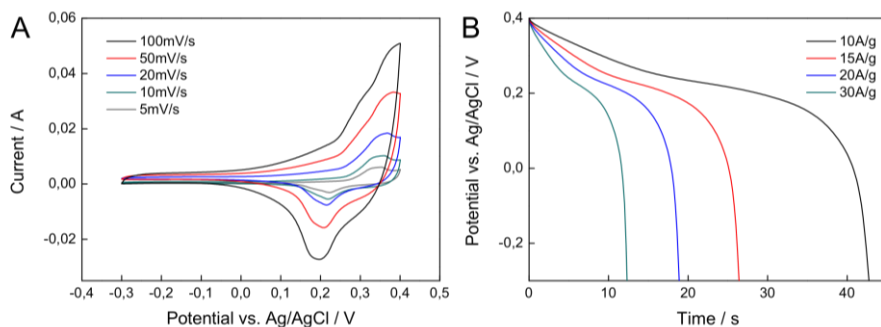 A
0,06
0,04
0,02
0,00
-0,02
Current / A
100mV/s
50mV/s
20mV/s
10mV/s
5mV/s
-0,4 -0,3 -0,2 -0,1 0,0 0,1 0,2 0,3 0,4 0,5
Potential vs. Ag/AgCl / V
B
0,4
0,2
0,0
-0,2
Potential vs. Ag/AgCl / V
10A/g
15A/g
20A/g
30A/g
0 10 20 30 40
Time / s